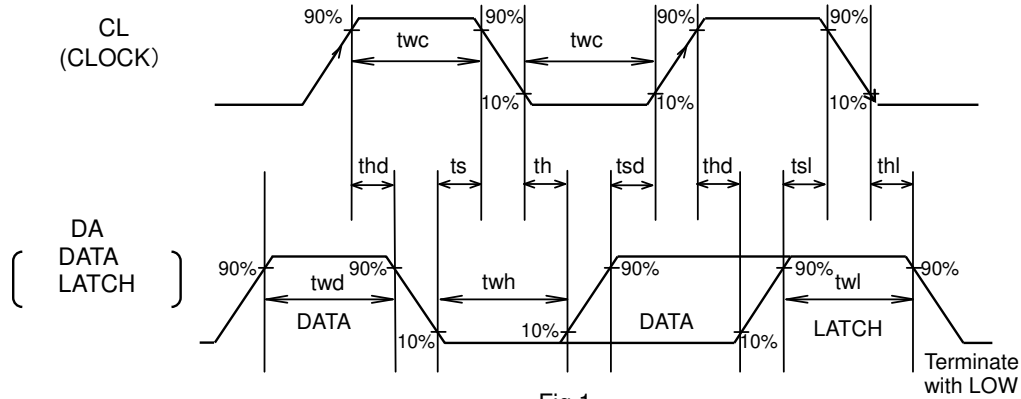 CL
(CLOCK)
90%
twc
90%
twc
90%
90%
10%
10%
10%
thd
ts
th
tsd
thd
tsl
thl
DA
DATA
LATCH
90%
twd
90%
twh
90%
90%
twl
90%
DATA
10%
10%
DATA
10%
LATCH
Terminate
with LOW
Fig 1